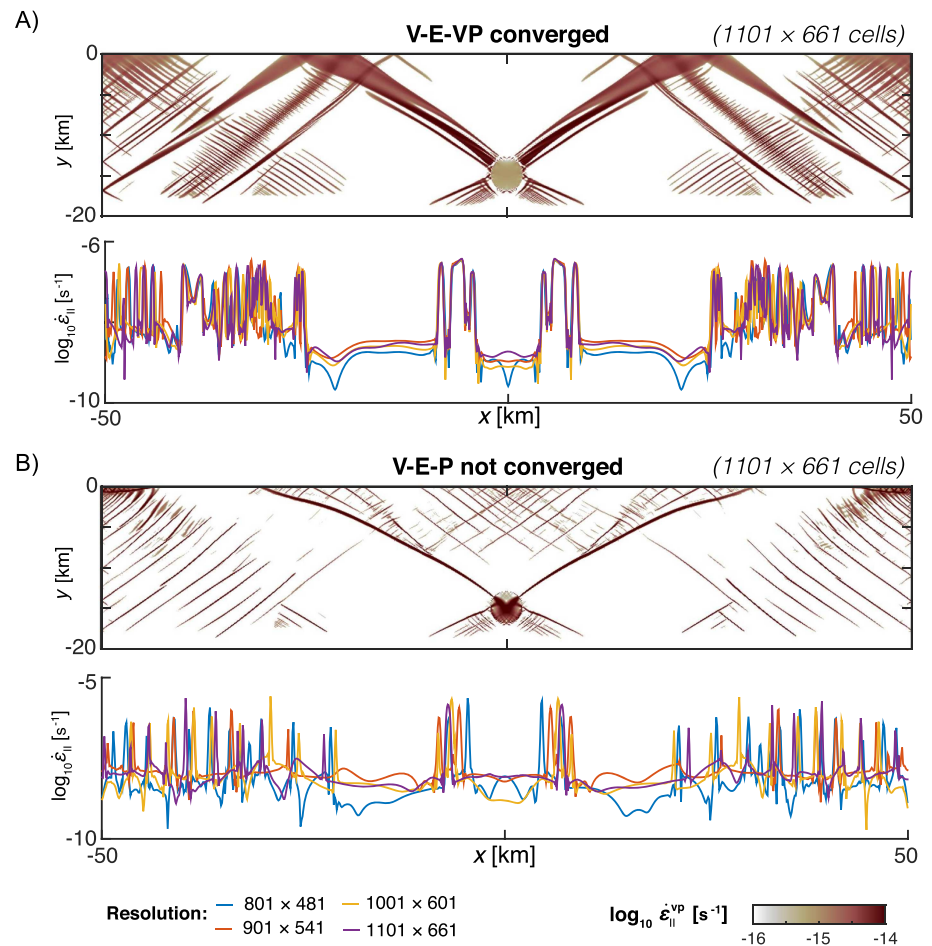 A)
V-E-VP converged (1101 × 661 cells)
0
y [km]
-20
-6
log10 ε̇II [s-1]
-10
-50 x [km] 50
B)
V-E-P not converged (1101 × 661 cells)
0
y [km]
-20
-5
log10 ε̇II [s-1]
-10
-50 x [km] 50
Resolution: 801 × 481 1001 × 601
901 × 541 1101 × 661
log10 ε̇IIvp [s-1]
-16 -15 -14